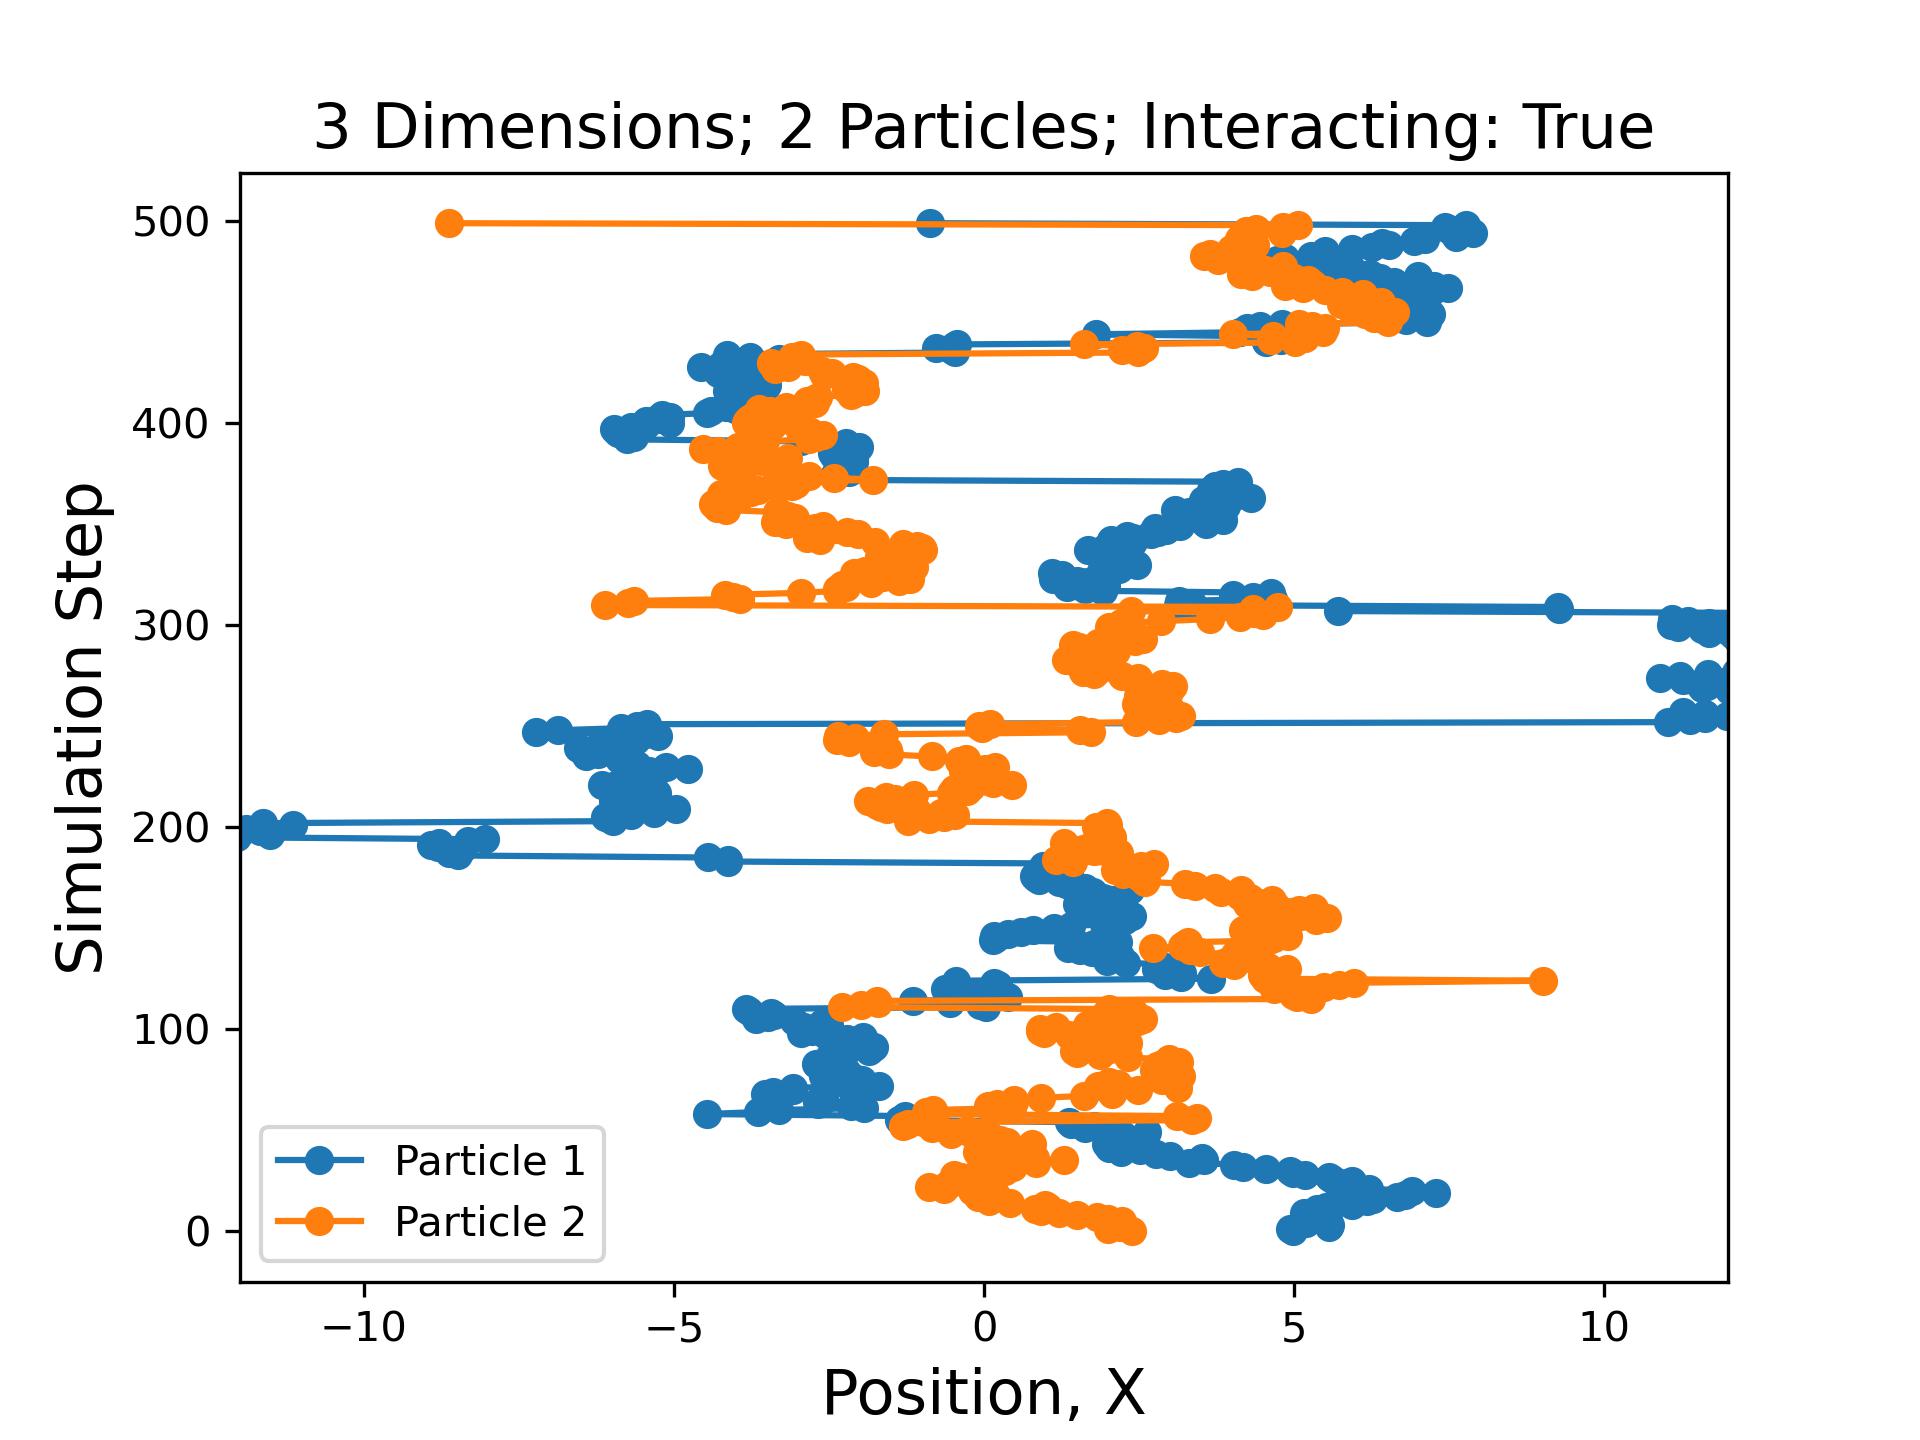 3 Dimensions; 2 Particles; Interacting: True
Simulation Step
500
400
300
200
100
0
Particle 1
Particle 2
−10
−5
0
5
10
Position, X